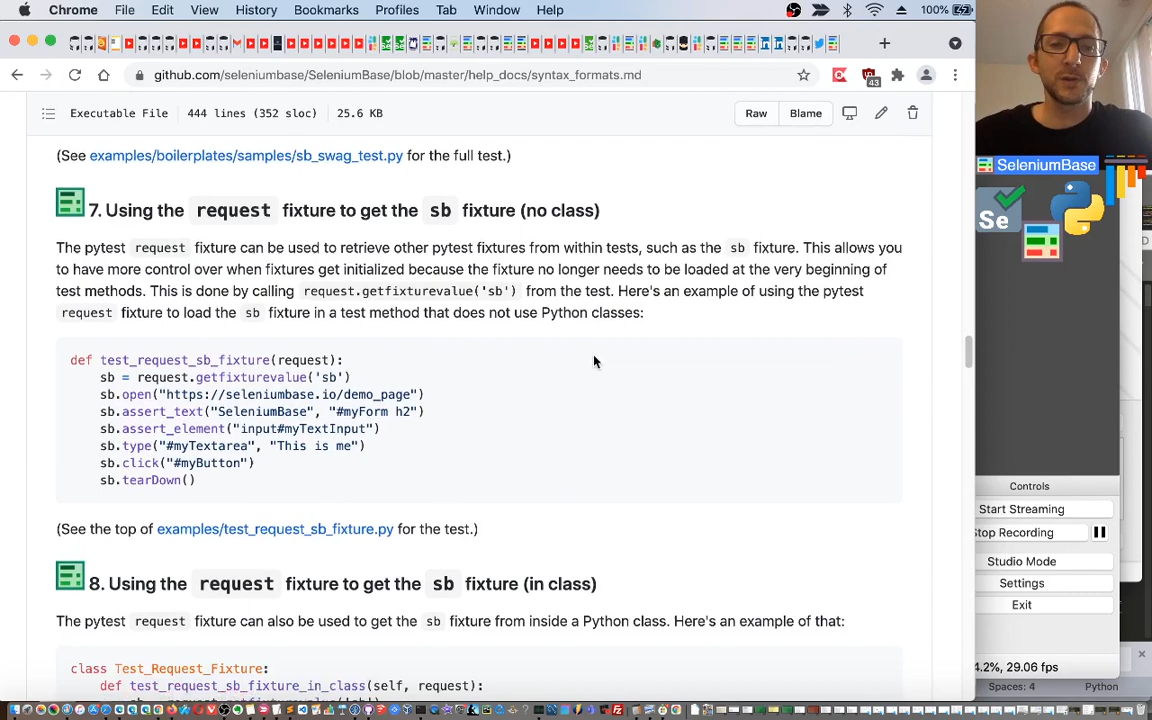 Chrome File Edit View History Bookmarks Profiles Tab Window Help 100%
github.com/seleniumbase/SeleniumBase/blob/master/help_docs/syntax_formats.md
43
Executable File 444 lines (352 sloc) 25.6 KB Raw Blame
(See examples/boilerplates/samples/sb_swag_test.py for the full test.)
7. Using the request fixture to get the sb fixture (no class)
The pytest request fixture can be used to retrieve other pytest fixtures from within tests, such as the sb fixture. This allows you
to have more control over when fixtures get initialized because the fixture no longer needs to be loaded at the very beginning of
test methods. This is done by calling request.getfixturevalue('sb') from the test. Here's an example of using the pytest
request fixture to load the sb fixture in a test method that does not use Python classes:
def test_request_sb_fixture(request):
sb = request.getfixturevalue('sb')
sb.open("https://seleniumbase.io/demo_page")
sb.assert_text("SeleniumBase", "#myForm h2")
sb.assert_element("input#myTextInput")
sb.type("#myTextarea", "This is me")
sb.click("#myButton")
sb.tearDown()
(See the top of examples/test_request_sb_fixture.py for the test.)
8. Using the request fixture to get the sb fixture (in class)
The pytest request fixture can also be used to get the sb fixture from inside a Python class. Here's an example of that:
class Test_Request_Fixture:
def test_request_sb_fixture_in_class(self, request):
SeleniumBase
Se
Controls
Start Streaming
Stop Recording
Studio Mode
Settings
Exit
4.2%, 29.06 fps
Spaces: 4 Python